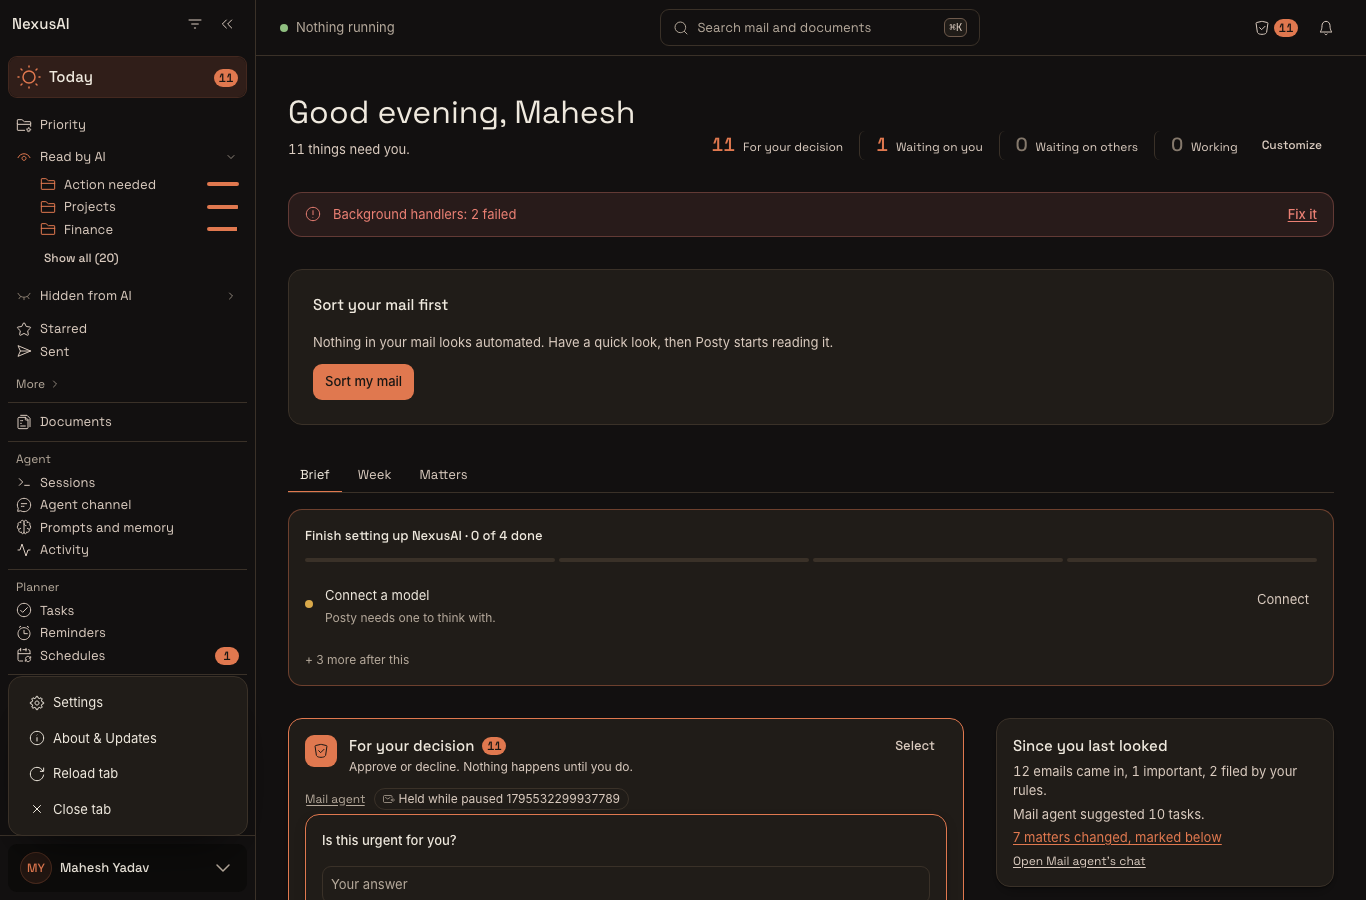 NexusAI
Today
11
Priority
Read by AI
Action needed
Projects
Finance
Show all (20)
Hidden from AI
Starred
Sent
More
Documents
Agent
Sessions
Agent channel
Prompts and memory
Activity
Planner
Tasks
Reminders
Schedules
1
Settings
About & Updates
Reload tab
Close tab
MY
Mahesh Yadav
Nothing running
Search mail and documents
⌘K
11
Good evening, Mahesh
11 things need you.
11 For your decision
1 Waiting on you
0 Waiting on others
0 Working
Customize
Background handlers: 2 failed
Fix it
Sort your mail first
Nothing in your mail looks automated. Have a quick look, then Posty starts reading it.
Sort my mail
Brief
Week
Matters
Finish setting up NexusAI · 0 of 4 done
Connect a model
Posty needs one to think with.
Connect
+ 3 more after this
For your decision 11
Select
Approve or decline. Nothing happens until you do.
Mail agent
Held while paused 1795532299937789
Is this urgent for you?
Your answer
Since you last looked
12 emails came in, 1 important, 2 filed by your
rules.
Mail agent suggested 10 tasks.
7 matters changed, marked below
Open Mail agent's chat